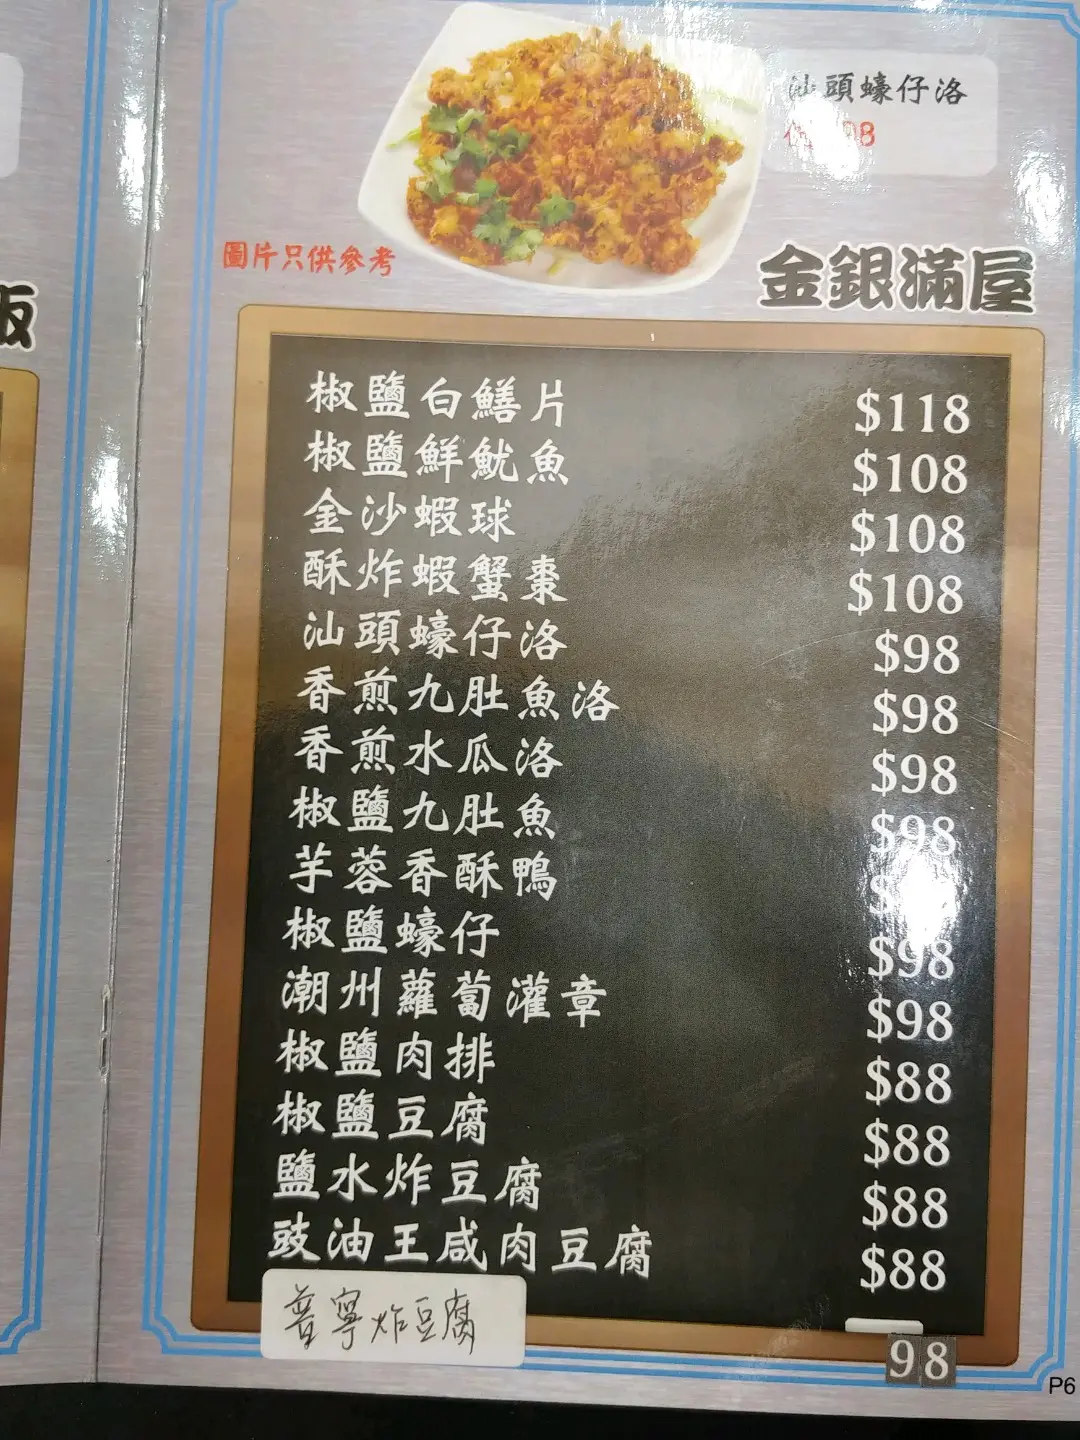 汕頭蠔仔洛
圖片只供參考
金銀滿屋
椒鹽白鱔片 $118
椒鹽鮮魷魚 $108
金沙蝦球 $108
酥炸蝦蟹棗 $108
汕頭蠔仔洛 $98
香煎九肚魚洛 $98
香煎水瓜洛 $98
椒鹽九肚魚 $98
芋蓉香酥鴨
椒鹽蠔仔 $98
潮州蘿蔔灌章 $98
椒鹽肉排 $88
椒鹽豆腐 $88
鹽水炸豆腐 $88
豉油王咸肉豆腐 $88
普寧炸豆腐 98
P6